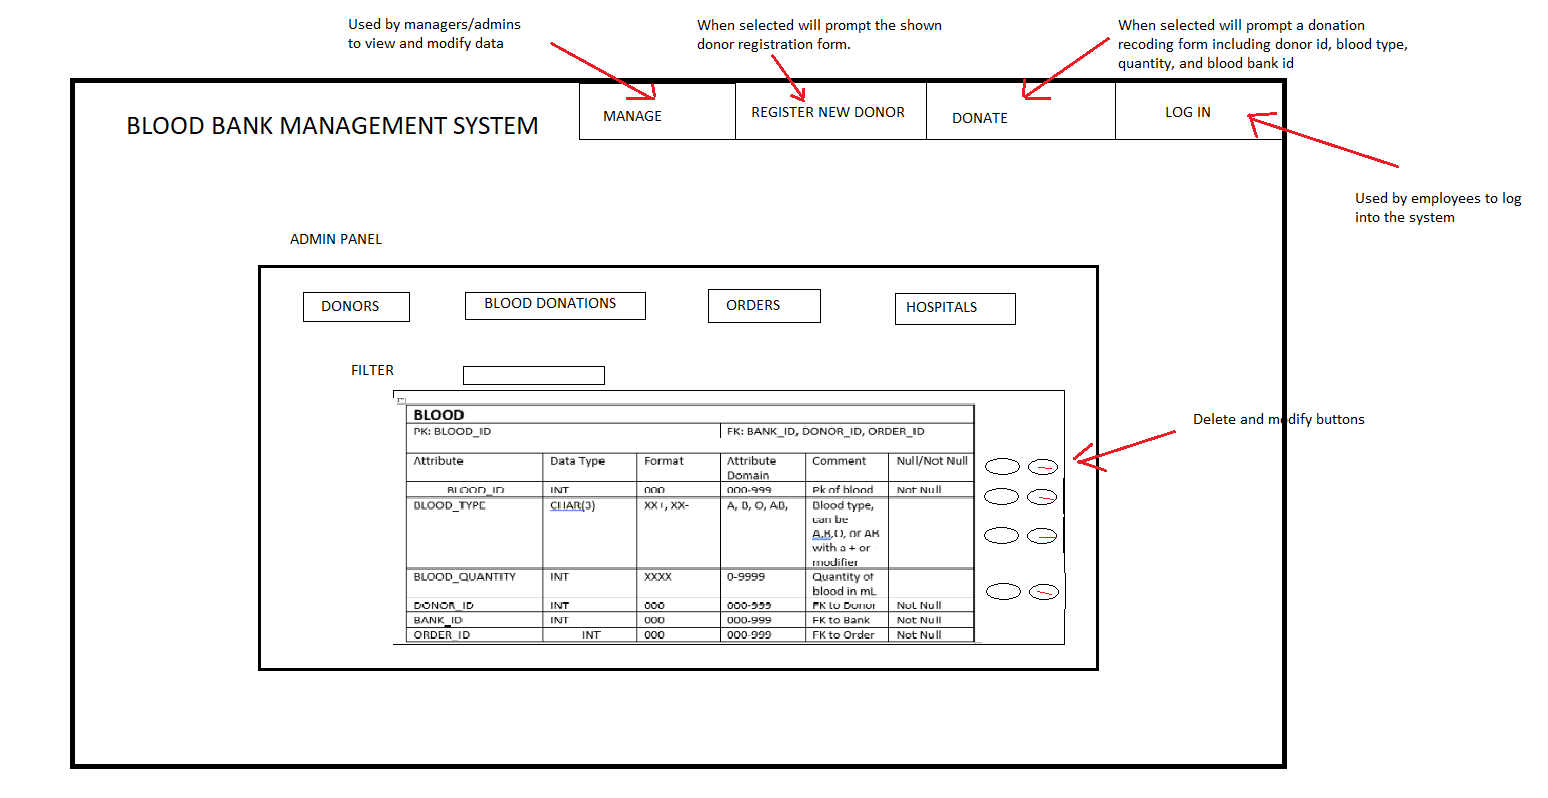 Used by managers/admins
to view and modify data
When selected will prompt the shown
donor registration form.
When selected will prompt a donation
recoding form including donor id, blood type,
quantity, and blood bank id
BLOOD BANK MANAGEMENT SYSTEM
MANAGE
REGISTER NEW DONOR
DONATE
LOG IN
Used by employees to log
into the system
ADMIN PANEL
DONORS
BLOOD DONATIONS
ORDERS
HOSPITALS
FILTER
BLOOD
PK: BLOOD_ID
FK: BANK_ID, DONOR_ID, ORDER_ID
Attribute
Data Type
Format
Attribute
Domain
Comment
Null/Not Null
BLOOD_ID
INT
000
000-999
Pk of blood
Not Null
BLOOD_TYPE
CHAR(3)
XX+, XX-
A, B, O, AB,
Blood type,
can be
A,B,O, or AB
with a + or -
modifier
BLOOD_QUANTITY
INT
XXXX
0-9999
Quantity of
blood in mL
DONOR_ID
INT
000
000-999
FK to Donor
Not Null
BANK_ID
INT
000
000-999
FK to Bank
Not Null
ORDER_ID
INT
000
000-999
FK to Order
Not Null
Delete and modify buttons